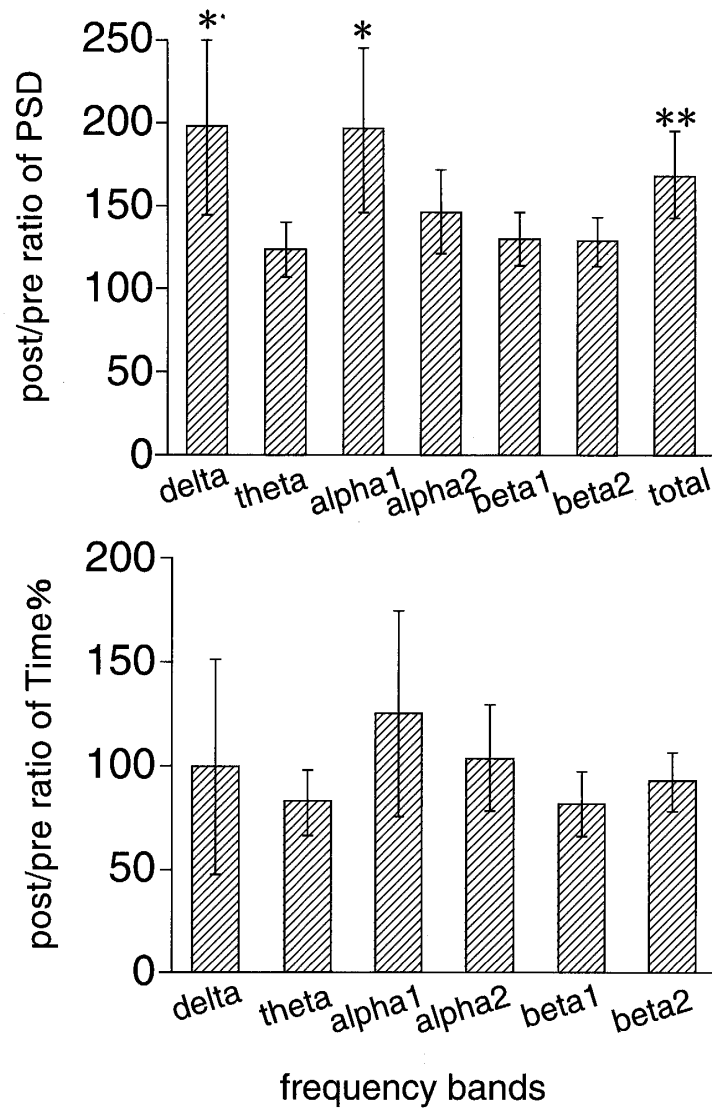 * *
**
250
200
150
100
50
0
post/pre ratio of PSD
delta theta alpha1 alpha2 beta1 beta2 total
200
150
100
50
0
post/pre ratio of Time%
delta theta alpha1 alpha2 beta1 beta2
frequency bands